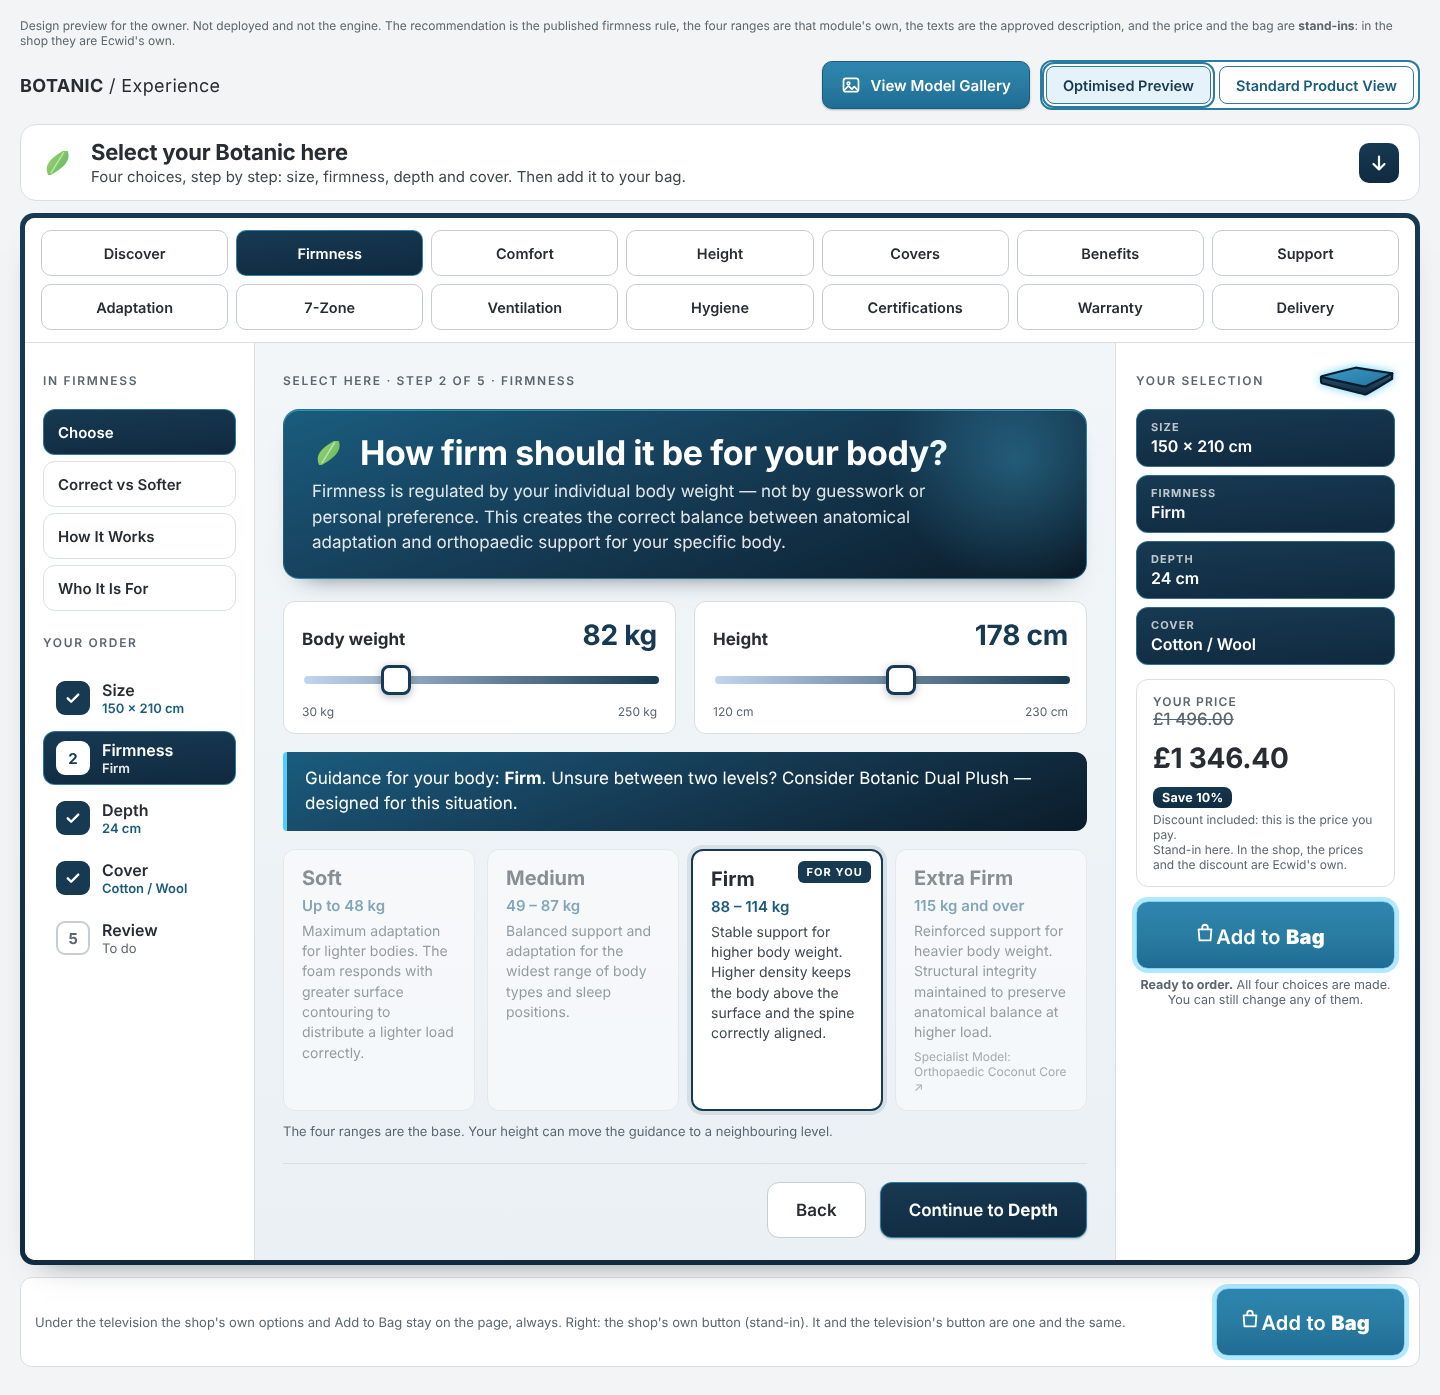 Design preview for the owner. Not deployed and not the engine. The recommendation is the published firmness rule, the four ranges are that module's own, the texts are the approved description, and the price and the bag are stand-ins: in the
shop they are Ecwid's own.
BOTANIC / Experience
View Model Gallery
Optimised Preview
Standard Product View
Select your Botanic here
Four choices, step by step: size, firmness, depth and cover. Then add it to your bag.
Discover
Firmness
Comfort
Height
Covers
Benefits
Support
Adaptation
7-Zone
Ventilation
Hygiene
Certifications
Warranty
Delivery
IN FIRMNESS
Choose
Correct vs Softer
How It Works
Who It Is For
YOUR ORDER
Size
150 × 210 cm
2
Firmness
Firm
Depth
24 cm
Cover
Cotton / Wool
5
Review
To do
SELECT HERE · STEP 2 OF 5 · FIRMNESS
How firm should it be for your body?
Firmness is regulated by your individual body weight — not by guesswork or
personal preference. This creates the correct balance between anatomical
adaptation and orthopaedic support for your specific body.
Body weight
82 kg
30 kg
250 kg
Height
178 cm
120 cm
230 cm
Guidance for your body: Firm. Unsure between two levels? Consider Botanic Dual Plush —
designed for this situation.
Soft
Up to 48 kg
Maximum adaptation
for lighter bodies. The
foam responds with
greater surface
contouring to
distribute a lighter load
correctly.
Medium
49 – 87 kg
Balanced support and
adaptation for the
widest range of body
types and sleep
positions.
Firm
FOR YOU
88 – 114 kg
Stable support for
higher body weight.
Higher density keeps
the body above the
surface and the spine
correctly aligned.
Extra Firm
115 kg and over
Reinforced support for
heavier body weight.
Structural integrity
maintained to preserve
anatomical balance at
higher load.
Specialist Model:
Orthopaedic Coconut Core
↗
The four ranges are the base. Your height can move the guidance to a neighbouring level.
Back
Continue to Depth
YOUR SELECTION
SIZE
150 × 210 cm
FIRMNESS
Firm
DEPTH
24 cm
COVER
Cotton / Wool
YOUR PRICE
£1 496.00
£1 346.40
Save 10%
Discount included: this is the price you
pay.
Stand-in here. In the shop, the prices
and the discount are Ecwid's own.
Add to Bag
Ready to order. All four choices are made.
You can still change any of them.
Under the television the shop's own options and Add to Bag stay on the page, always. Right: the shop's own button (stand-in). It and the television's button are one and the same.
Add to Bag